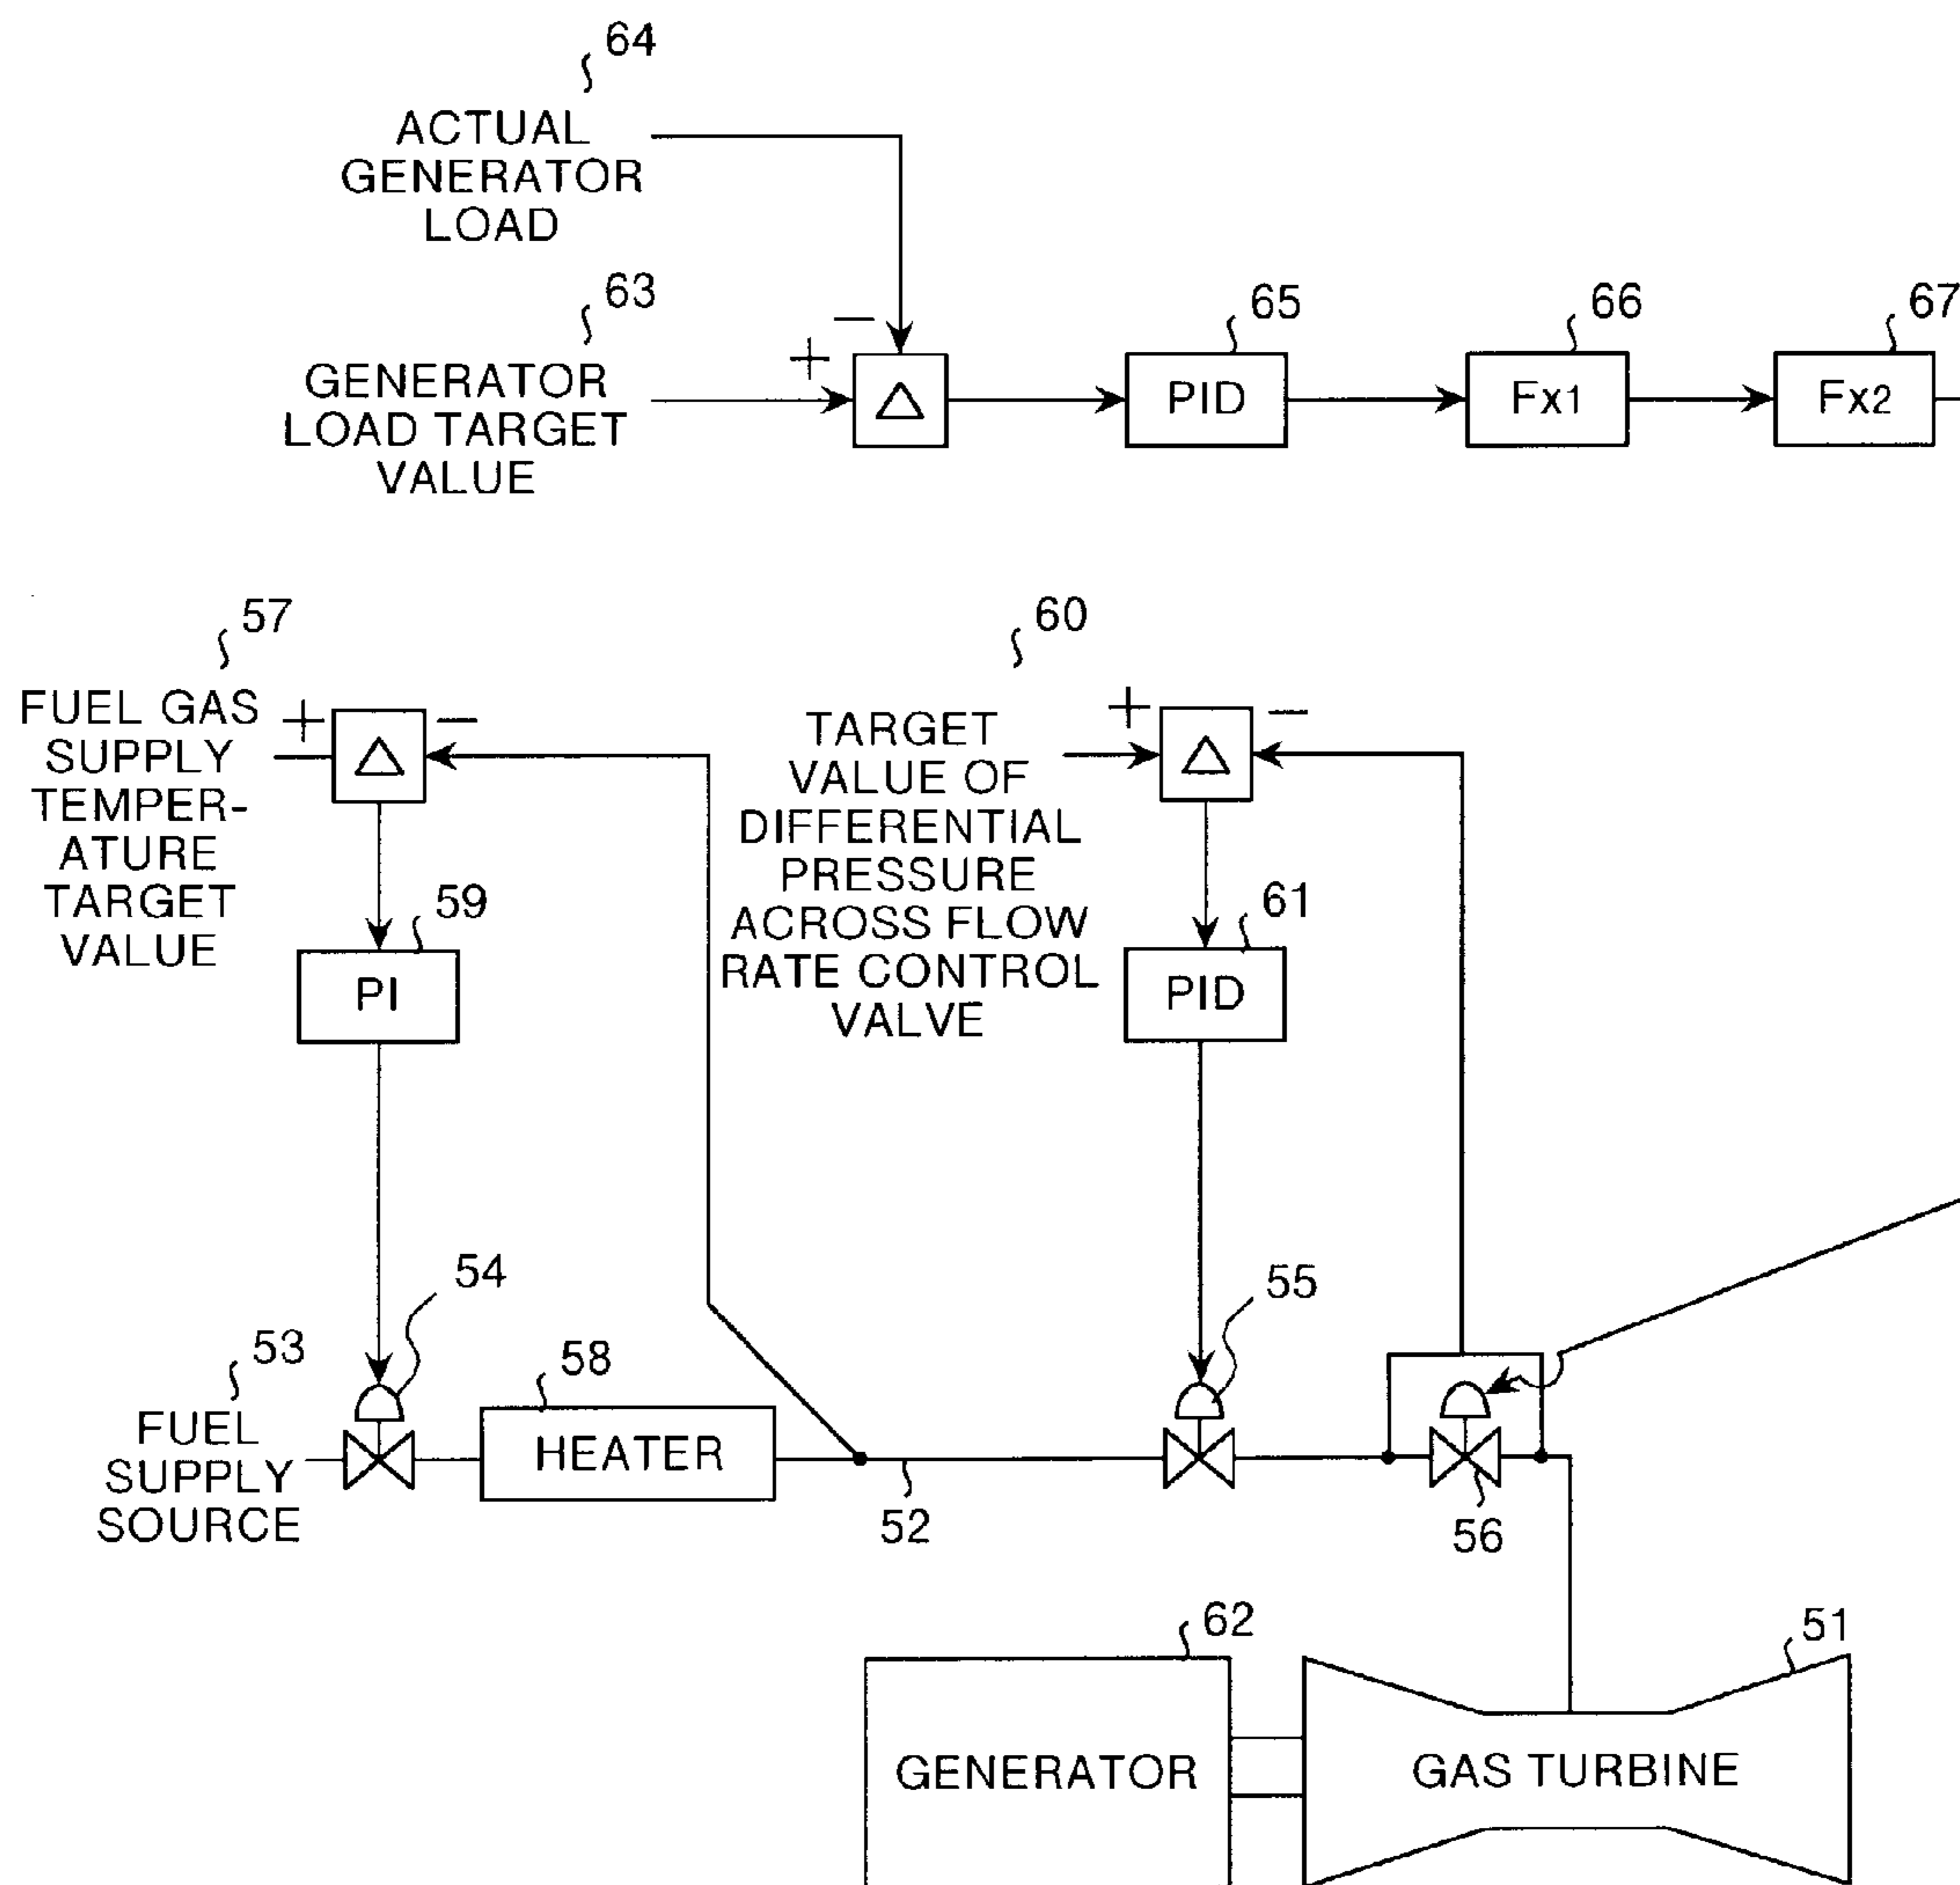 64
ACTUAL
GENERATOR
LOAD
63
GENERATOR
LOAD TARGET
VALUE
−
+
△
65
PID
66
Fx1
67
Fx2
57
FUEL GAS
SUPPLY
TEMPER-
ATURE
TARGET
VALUE
+
−
△
59
PI
60
TARGET
VALUE OF
DIFFERENTIAL
PRESSURE
ACROSS FLOW
RATE CONTROL
VALVE
+
−
△
61
PID
54
55
53
FUEL
SUPPLY
SOURCE
58
HEATER
52
56
62
GENERATOR
51
GAS TURBINE